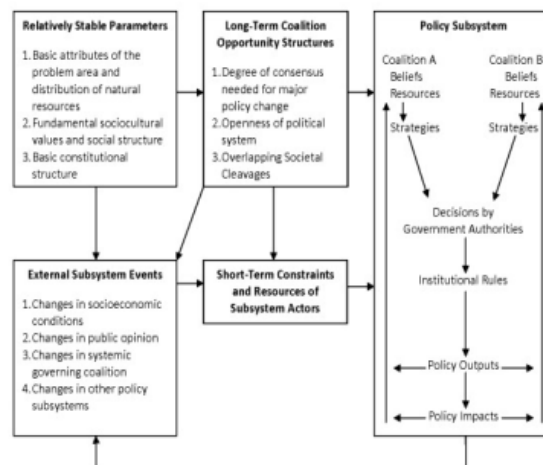 Relatively Stable Parameters
1. Basic attributes of the
problem area and
distribution of natural
resources
2. Fundamental sociocultural
values and social structure
3. Basic constitutional
structure
Long-Term Coalition
Opportunity Structures
1. Degree of consensus
needed for major
policy change
2. Openness of political
system
3. Overlapping Societal
Cleavages
External Subsystem Events
1. Changes in socioeconomic
conditions
2. Changes in public opinion
3. Changes in systemic
governing coalition
4. Changes in other policy
subsystems
Short-Term Constraints
and Resources of
Subsystem Actors
Policy Subsystem
Coalition A
Beliefs
Resources
Coalition B
Beliefs
Resources
Strategies
Strategies
Decisions by
Government Authorities
Institutional Rules
Policy Outputs
Policy Impacts